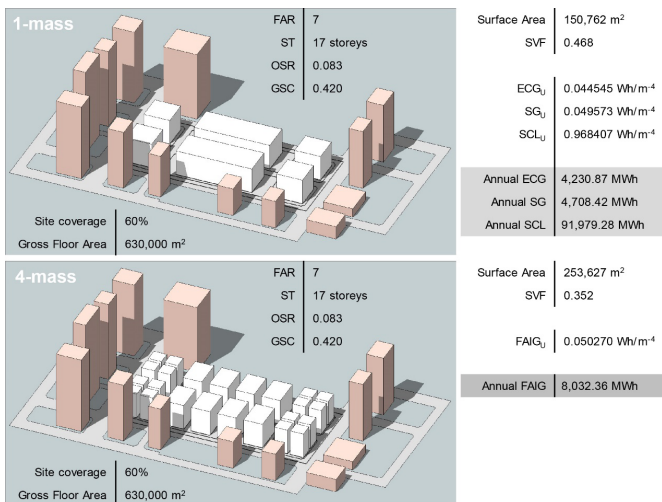 1-mass
FAR 7
ST 17 storeys
OSR 0.083
GSC 0.420
Site coverage 60%
Gross Floor Area 630,000 m²
Surface Area 150,762 m²
SVF 0.468
ECGU 0.044545 Wh/m⁻⁴
SGU 0.049573 Wh/m⁻⁴
SCLU 0.968407 Wh/m⁻⁴
Annual ECG 4,230.87 MWh
Annual SG 4,708.42 MWh
Annual SCL 91,979.28 MWh
4-mass
FAR 7
ST 17 storeys
OSR 0.083
GSC 0.420
Site coverage 60%
Gross Floor Area 630,000 m²
Surface Area 253,627 m²
SVF 0.352
FAIGU 0.050270 Wh/m⁻⁴
Annual FAIG 8,032.36 MWh